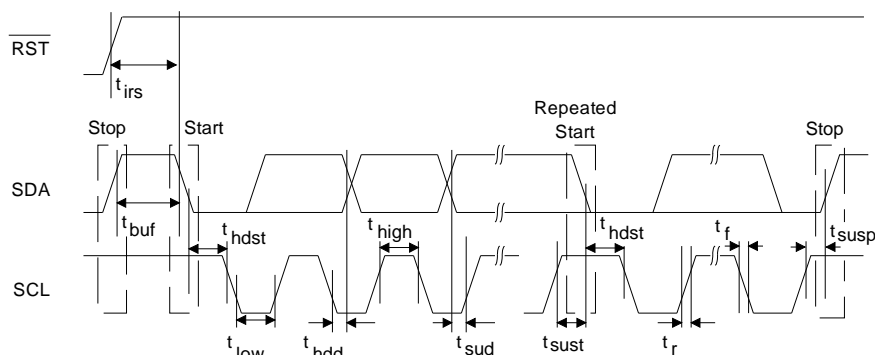 RST
t irs
Repeated
Stop Start Start Stop
SDA
t buf t hdst t high t hdst t f t susp
SCL
t low t hdd t sud t sust t r